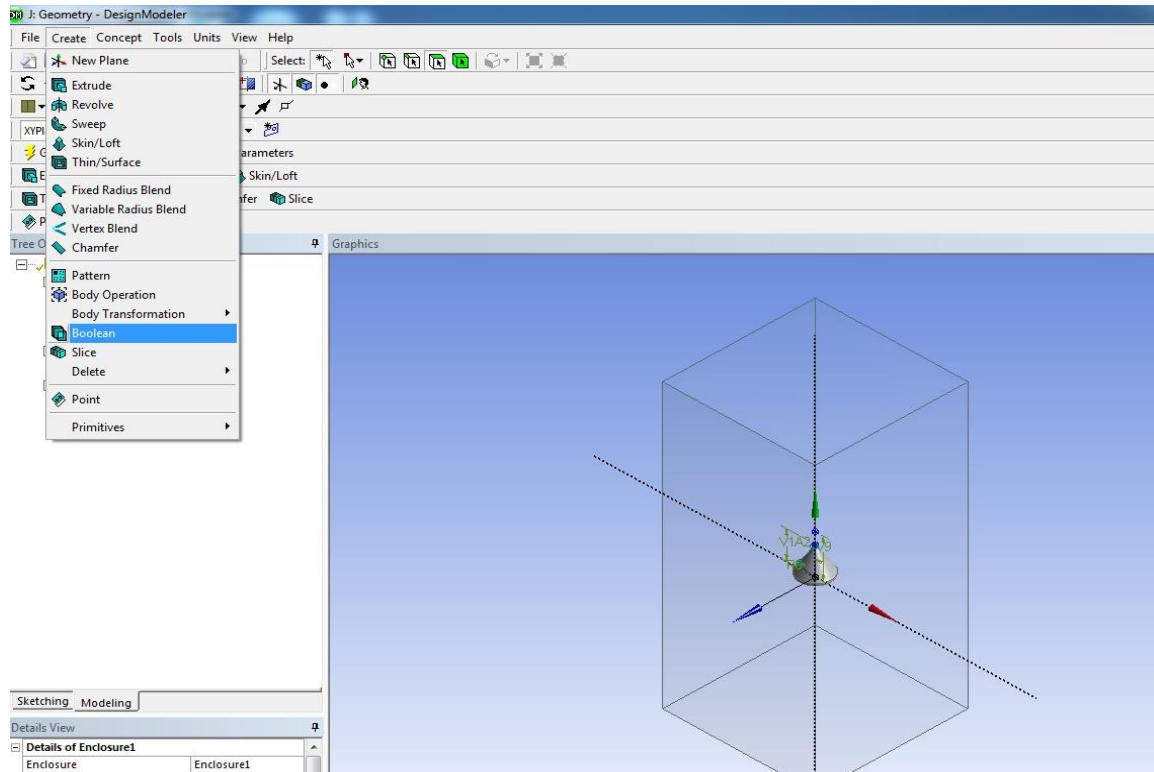 J: Geometry - DesignModeler
File Create Concept Tools Units View Help
Select:
New Plane
Extrude
Revolve
Sweep
Skin/Loft
Thin/Surface
Fixed Radius Blend
Variable Radius Blend
Vertex Blend
Chamfer
Pattern
Body Operation
Body Transformation
Boolean
Slice
Delete
Point
Primitives
XYPl
G arameters
E Skin/Loft
T fer Slice
P
Tree O
Graphics
Sketching Modeling
Details View
Details of Enclosure1
Enclosure Enclosure1